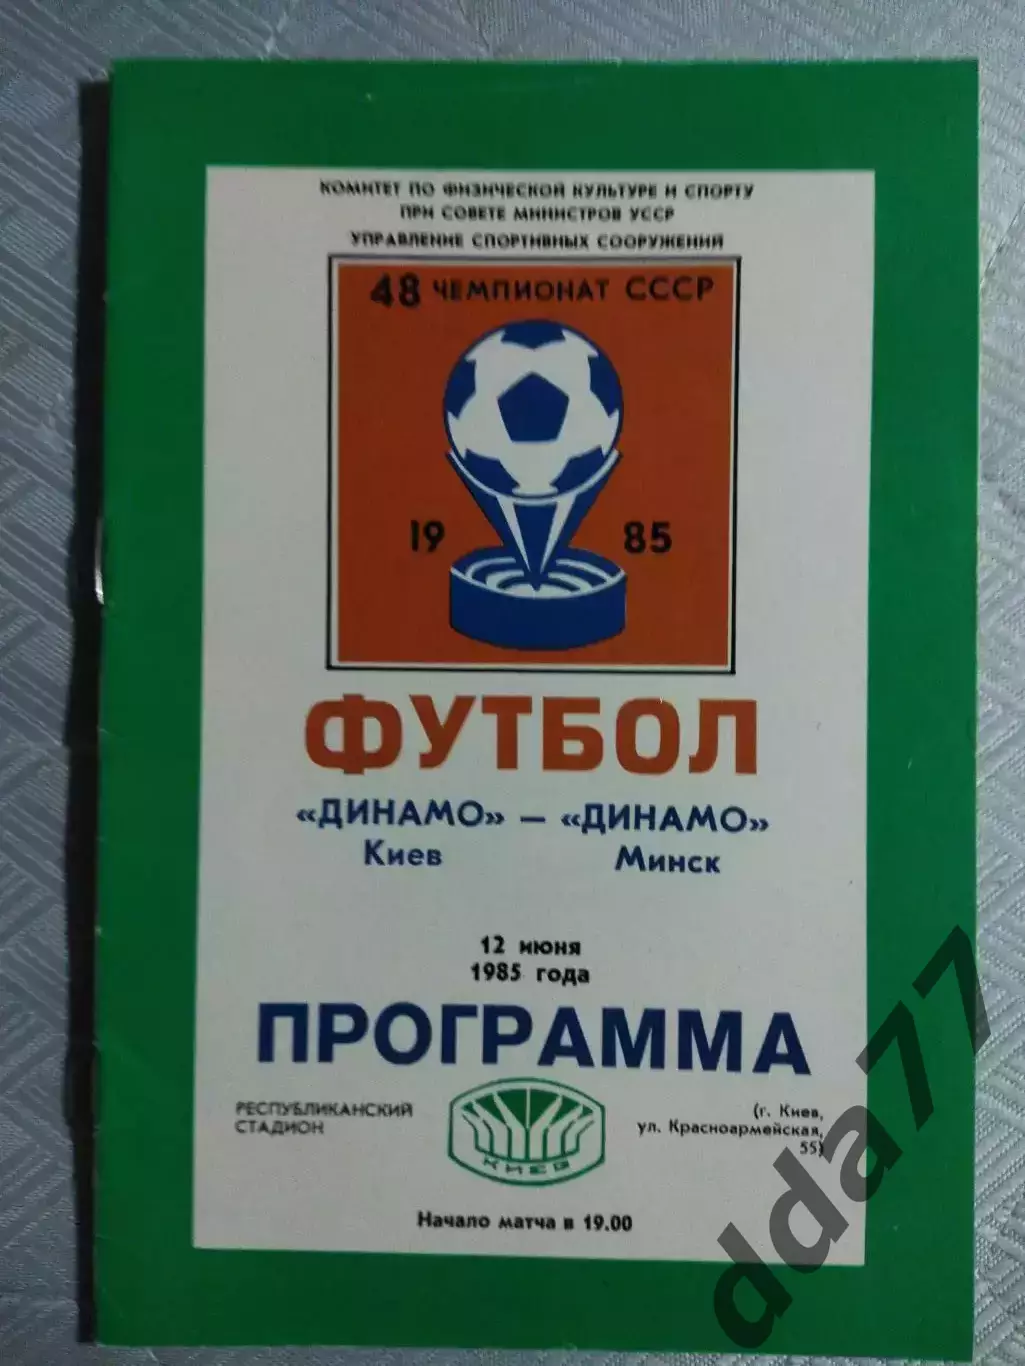 КОМИТЕТ ПО ФИЗИЧЕСКОЙ КУЛЬТУРЕ И СПОРТУ
ПРИ СОВЕТЕ МИНИСТРОВ УССР
УПРАВЛЕНИЕ СПОРТИВНЫХ СООРУЖЕНИЙ
48 ЧЕМПИОНАТ СССР
19 85
ФУТБОЛ
«ДИНАМО» — «ДИНАМО»
Киев Минск
12 июня
1985 года
ПРОГРАММА
РЕСПУБЛИКАНСКИЙ
СТАДИОН
КИЕВ
(г. Киев,
ул. Красноармейская,
55)
Начало матча в 19.00
dda77